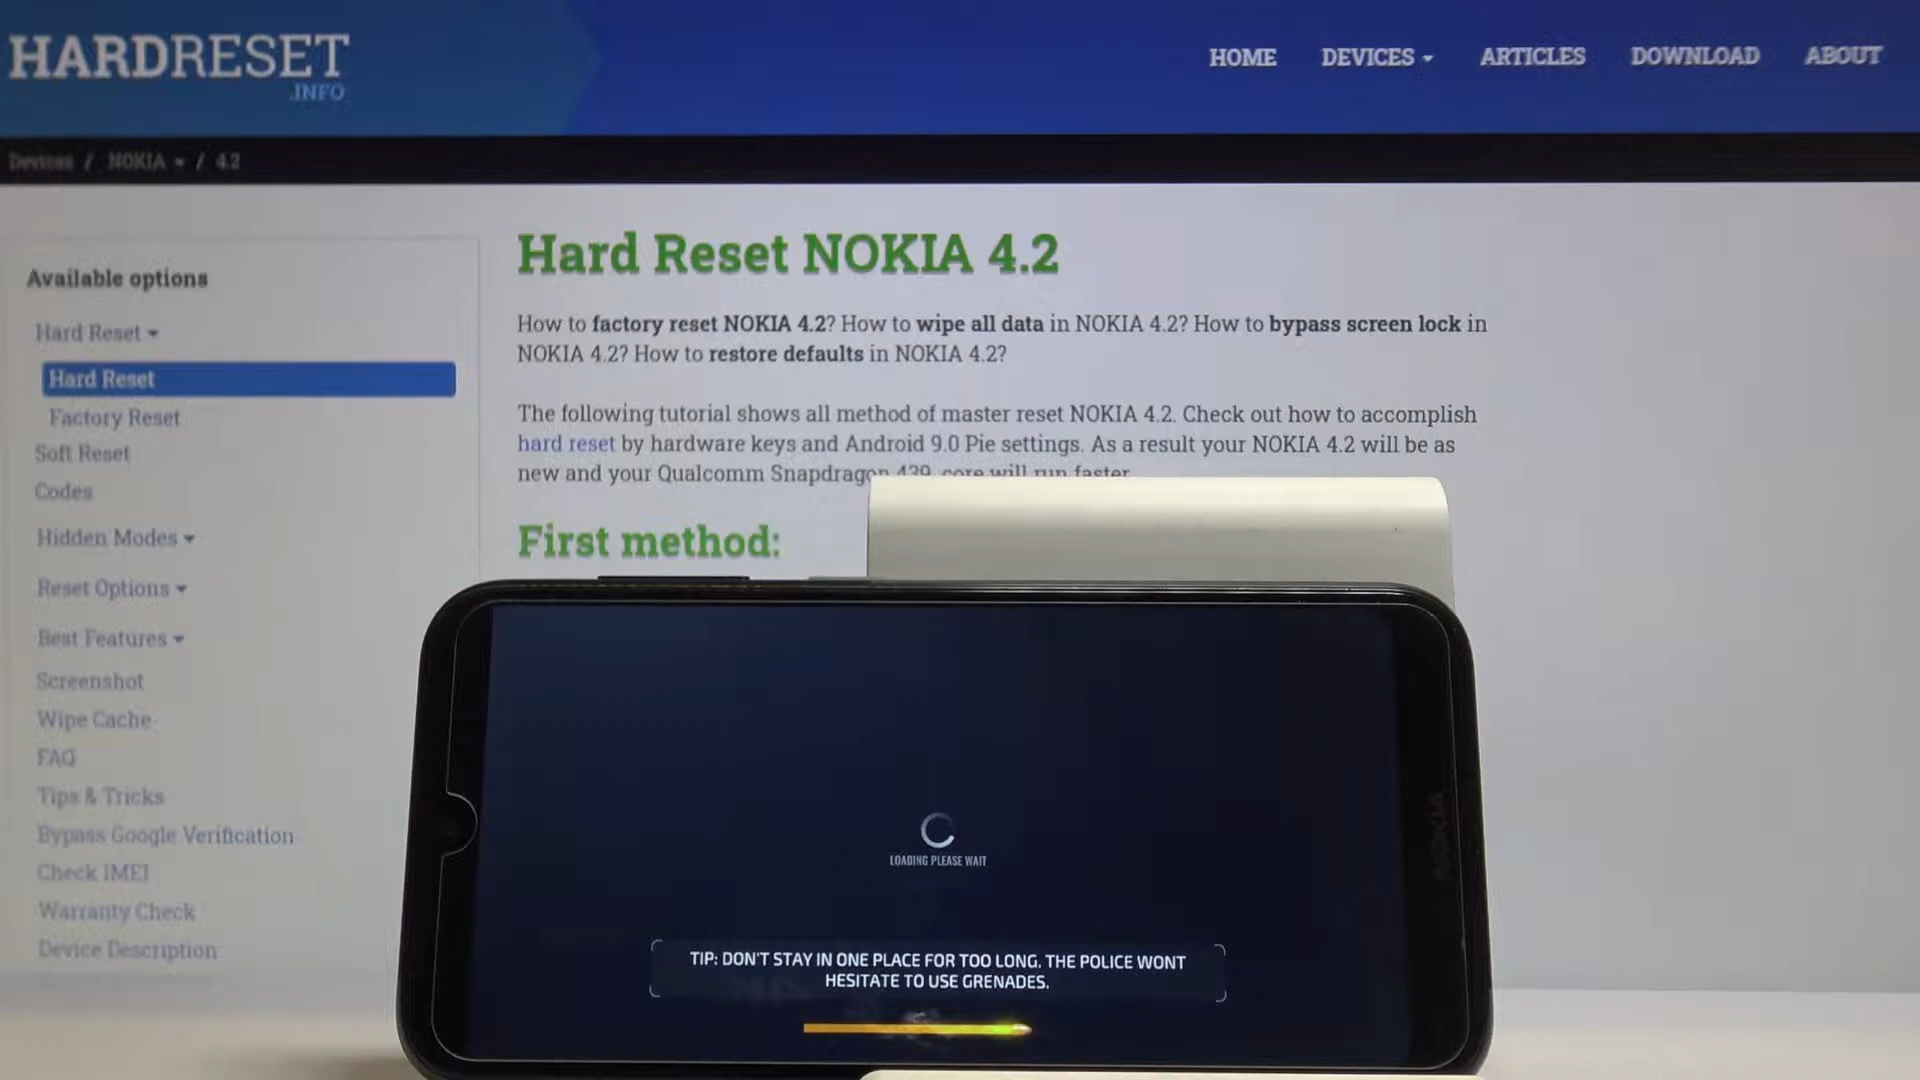 HARDRESET
.INFO
HOME DEVICES ARTICLES DOWNLOAD ABOUT
Devices / NOKIA / 4.2
Available options
Hard Reset
Hard Reset
Factory Reset
Soft Reset
Codes
Hidden Modes
Reset Options
Best Features
Screenshot
Wipe Cache
FAQ
Tips & Tricks
Bypass Google Verification
Check IMEI
Warranty Check
Device Description
Hard Reset NOKIA 4.2
How to factory reset NOKIA 4.2? How to wipe all data in NOKIA 4.2? How to bypass screen lock in
NOKIA 4.2? How to restore defaults in NOKIA 4.2?
The following tutorial shows all method of master reset NOKIA 4.2. Check out how to accomplish
hard reset by hardware keys and Android 9.0 Pie settings. As a result your NOKIA 4.2 will be as
new and your Qualcomm Snapdragon 439, core will run faster
First method:
LOADING PLEASE WAIT
TIP: DON'T STAY IN ONE PLACE FOR TOO LONG. THE POLICE WONT
HESITATE TO USE GRENADES.
NOKIA